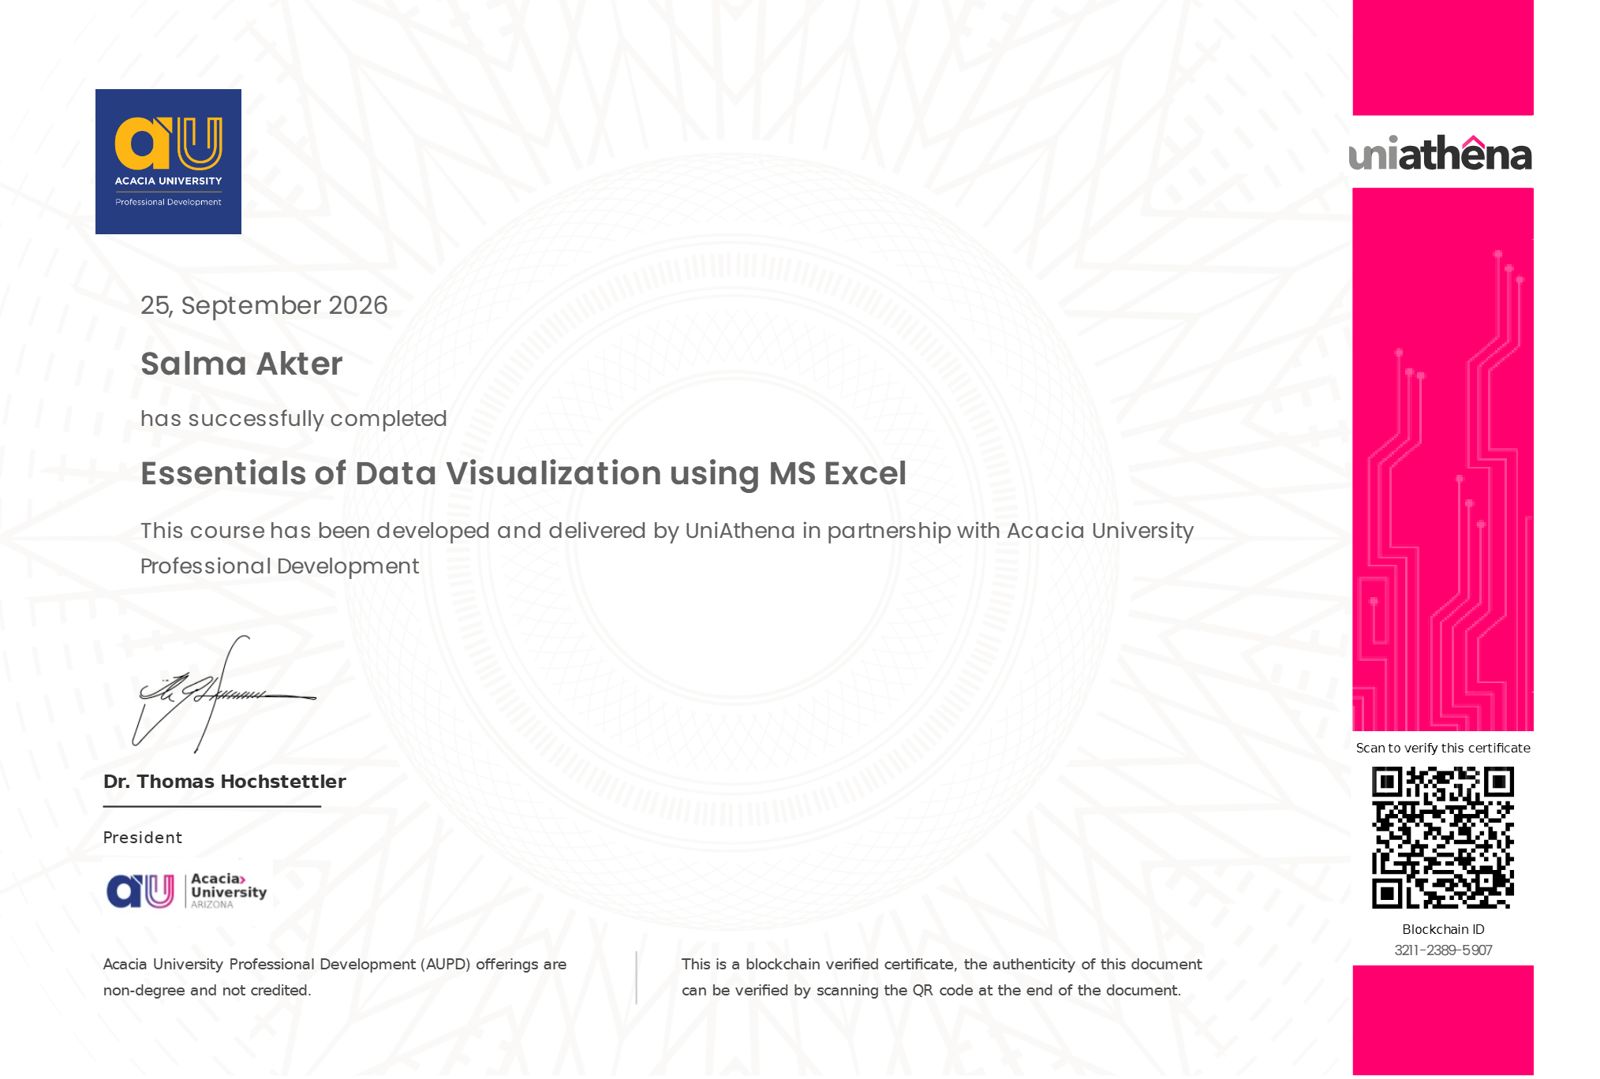 au
ACACIA UNIVERSITY
Professional Development
uniathêna
25, September 2026
Salma Akter
has successfully completed
Essentials of Data Visualization using MS Excel
This course has been developed and delivered by UniAthena in partnership with Acacia University
Professional Development
Dr. Thomas Hochstettler
President
au
Acacia
University
ARIZONA
Acacia University Professional Development (AUPD) offerings are
non-degree and not credited.
This is a blockchain verified certificate, the authenticity of this document
can be verified by scanning the QR code at the end of the document.
Scan to verify this certificate
Blockchain ID
3211-2389-5907